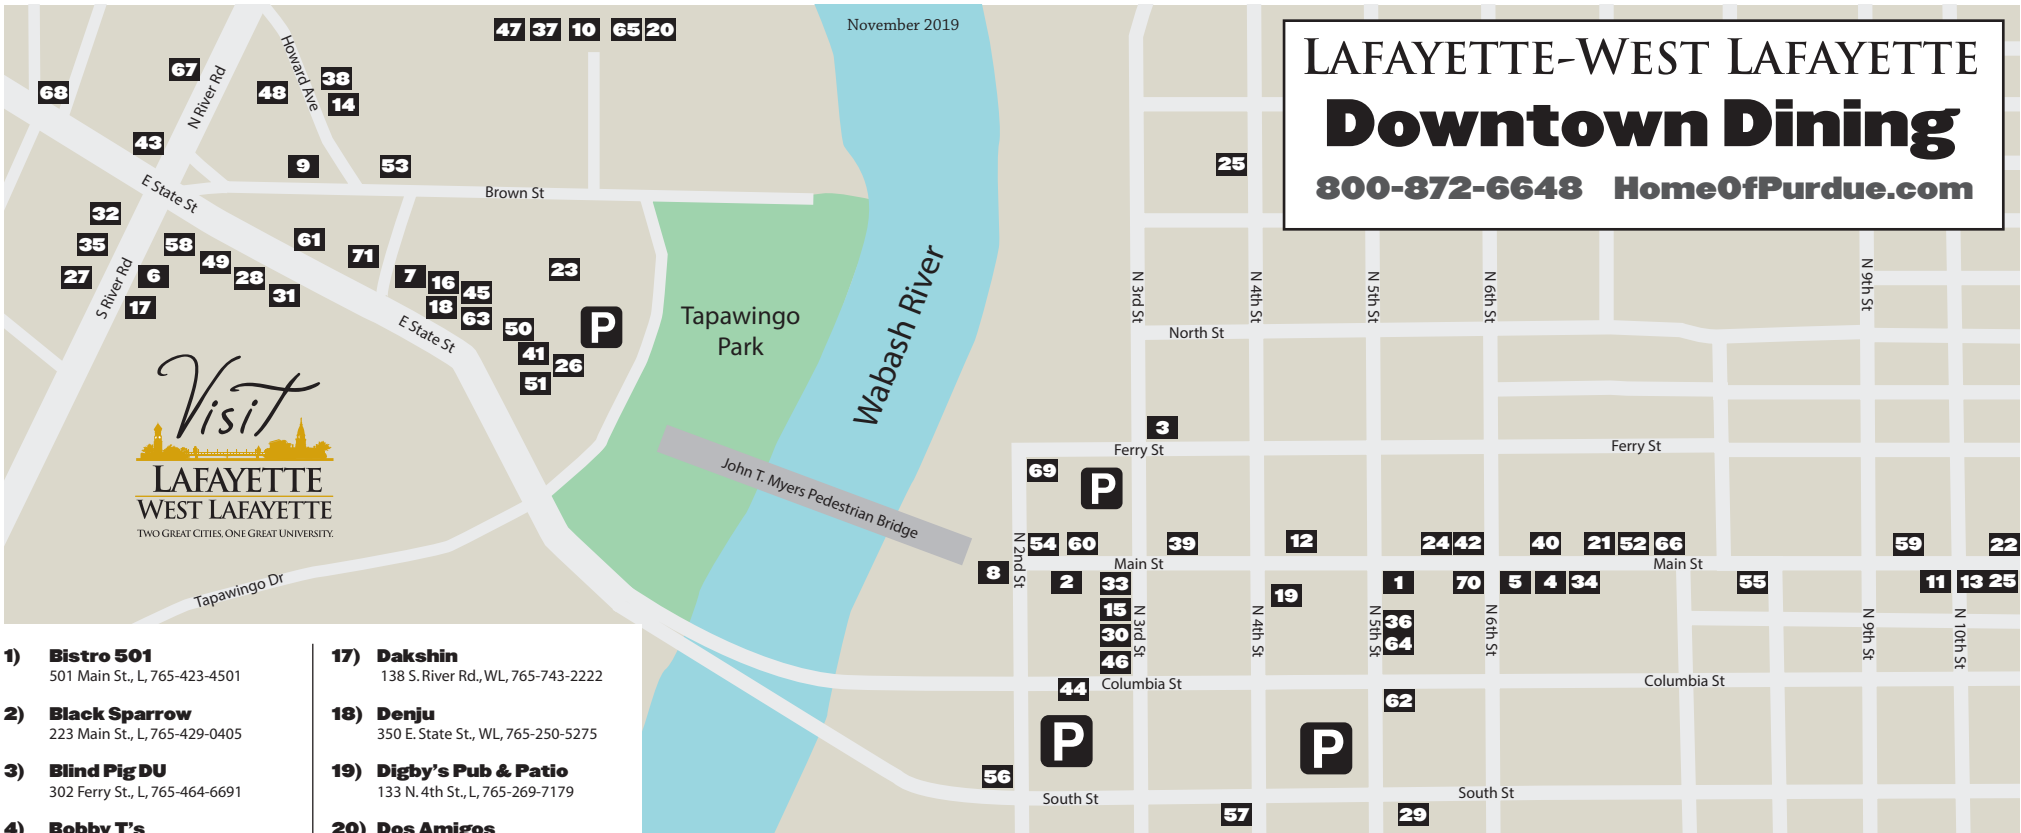 47 37 10 65 20
November 2019
LAFAYETTE-WEST LAFAYETTE
Downtown Dining
800-872-6648 HomeOfPurdue.com
67
68
48
38
14
Howard Ave
N River Rd
43
9
53
25
E State St
Brown St
32
35
58
61
27
6
49
71
17
28
31
S River Rd
7
16
45
18
63
23
50
41
26
51
P
E State St
Tapawingo
Park
Wabash River
John T. Myers Pedestrian Bridge
Tapawingo Dr
Visit
LAFAYETTE
WEST LAFAYETTE
TWO GREAT CITIES, ONE GREAT UNIVERSITY.
N 3rd St
N 4th St
N 5th St
N 6th St
N 9th St
North St
3
Ferry St
Ferry St
69
P
N 2nd St
54 60
39
12
24 42
40
21 52 66
59
22
8
Main St
Main St
2
33
15
30
46
19
1
70
5 4 34
55
11 13 25
36
64
N 3rd St
N 4th St
N 5th St
N 6th St
N 9th St
N 10th St
44
Columbia St
Columbia St
62
P
P
56
South St
South St
57
29
1) Bistro 501
501 Main St., L, 765-423-4501
2) Black Sparrow
223 Main St., L, 765-429-0405
3) Blind Pig DU
302 Ferry St., L, 765-464-6691
4) Bobby T's
17) Dakshin
138 S. River Rd., WL, 765-743-2222
18) Denju
350 E. State St., WL, 765-250-5275
19) Digby's Pub & Patio
133 N. 4th St., L, 765-269-7179
20) Dos Amigos